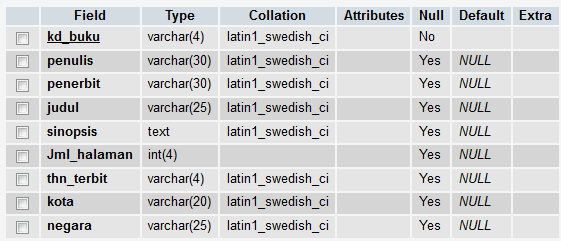 Field Type Collation Attributes Null Default Extra
kd_buku varchar(4) latin1_swedish_ci No
penulis varchar(30) latin1_swedish_ci Yes NULL
penerbit varchar(30) latin1_swedish_ci Yes NULL
judul varchar(25) latin1_swedish_ci Yes NULL
sinopsis text latin1_swedish_ci Yes NULL
Jml_halaman int(4) Yes NULL
thn_terbit varchar(4) latin1_swedish_ci Yes NULL
kota varchar(20) latin1_swedish_ci Yes NULL
negara varchar(25) latin1_swedish_ci Yes NULL